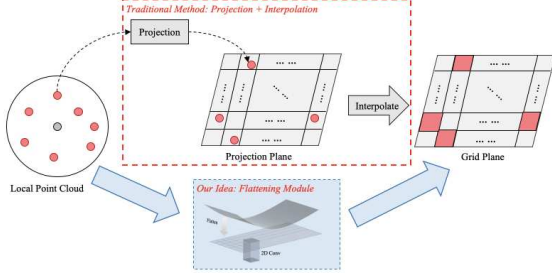 Traditional Method: Projection + Interpolation
Projection
... ...
... ...
Interpolate
... ...
... ...
Local Point Cloud
Projection Plane
Grid Plane
Our Idea: Flattening Module
Flatten
2D Conv